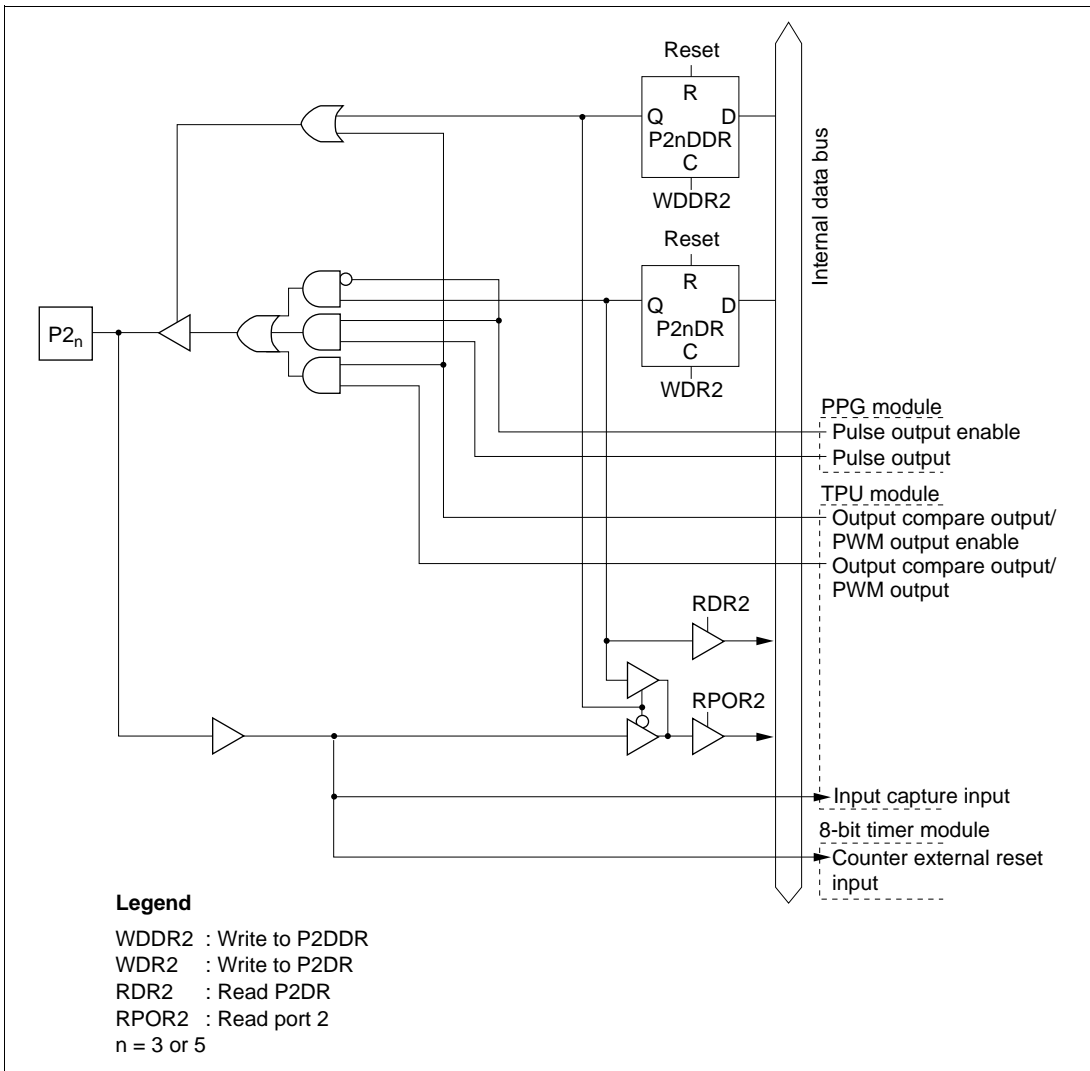 Reset
R
Q D
P2nDDR
C
WDDR2
Internal data bus
Reset
R
Q D
P2nDR
C
WDR2
P2n
PPG module
Pulse output enable
Pulse output
TPU module
Output compare output/
PWM output enable
Output compare output/
PWM output
RDR2
RPOR2
Input capture input
8-bit timer module
Counter external reset
input
Legend
WDDR2 : Write to P2DDR
WDR2 : Write to P2DR
RDR2 : Read P2DR
RPOR2 : Read port 2
n = 3 or 5